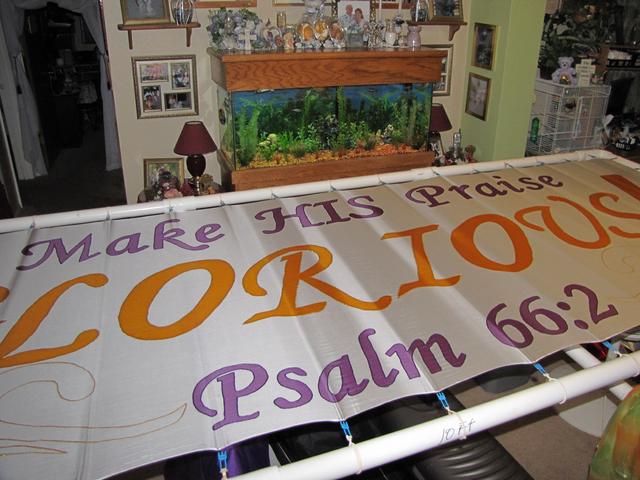 Make HIS Praise
LORIOUS!
Psalm 66:2
10 FT